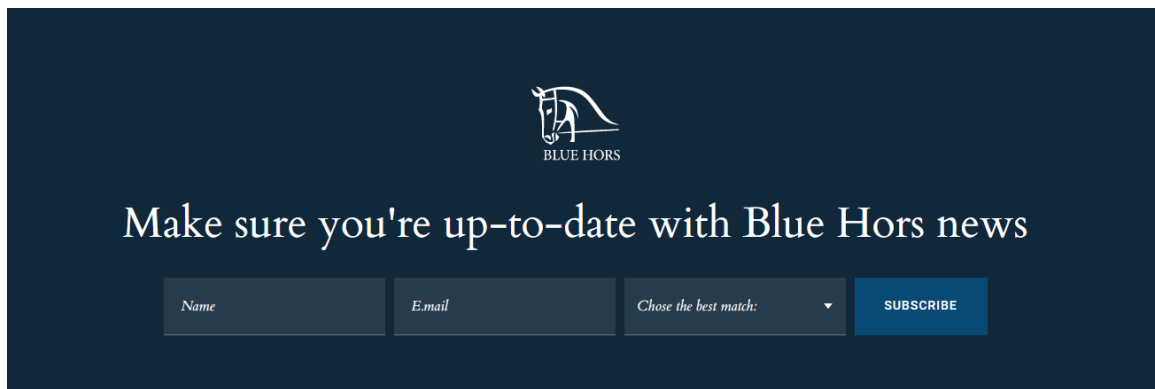 BLUE HORS
Make sure you're up-to-date with Blue Hors news
Name
E.mail
Chose the best match:
SUBSCRIBE